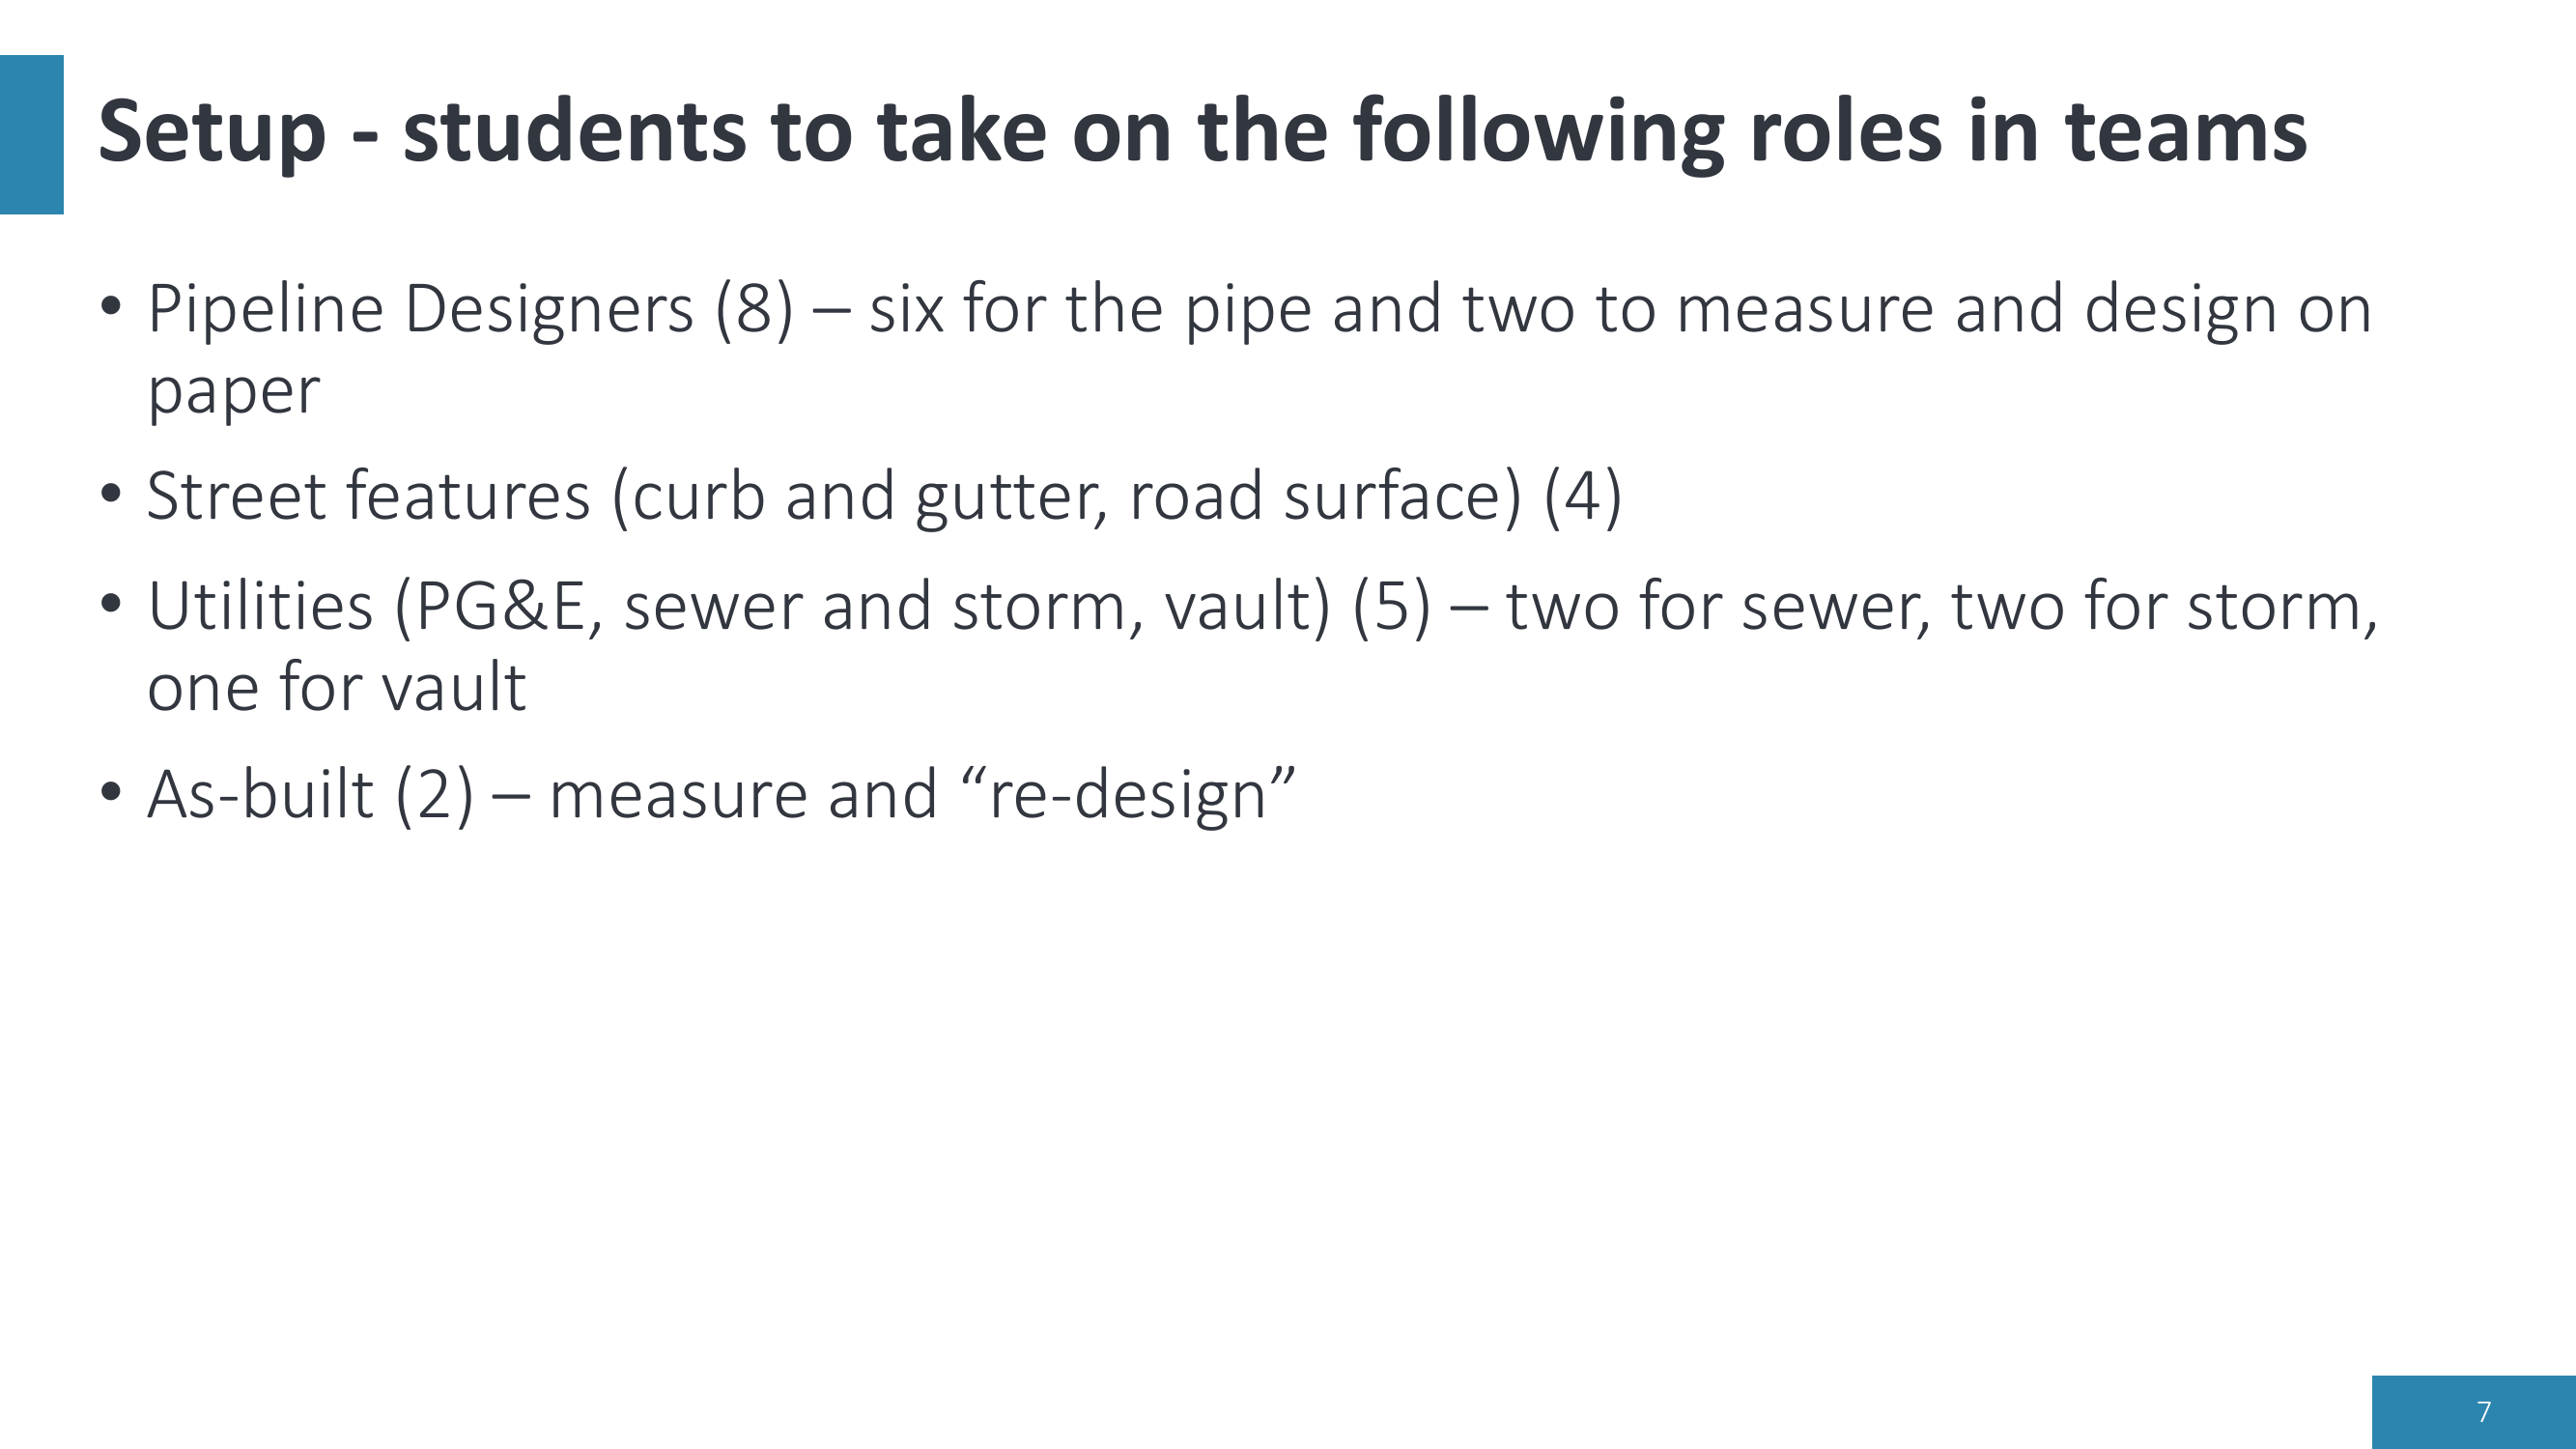 Setup - students to take on the following roles in teams
• Pipeline Designers (8) – six for the pipe and two to measure and design on
paper
• Street features (curb and gutter, road surface) (4)
• Utilities (PG&E, sewer and storm, vault) (5) – two for sewer, two for storm,
one for vault
• As-built (2) – measure and “re-design”
7